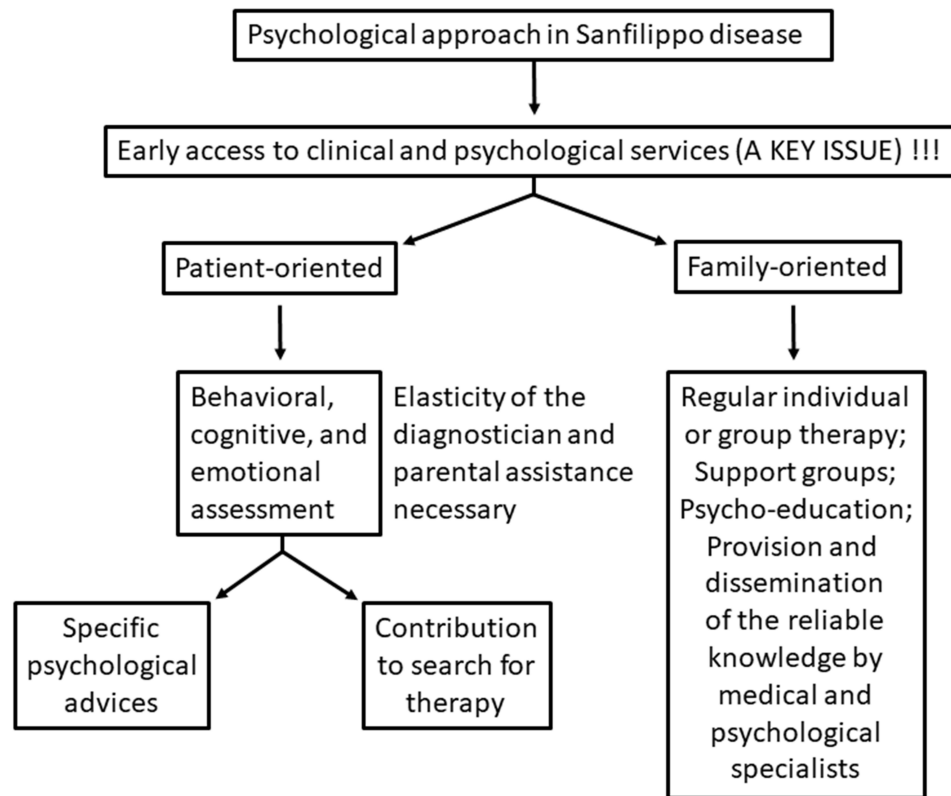 Psychological approach in Sanfilippo disease
Early access to clinical and psychological services (A KEY ISSUE) !!!
Patient-oriented
Family-oriented
Behavioral,
cognitive, and
emotional
assessment
Elasticity of the
diagnostician and
parental assistance
necessary
Regular individual
or group therapy;
Support groups;
Psycho-education;
Provision and
dissemination
of the reliable
knowledge by
medical and
psychological
specialists
Specific
psychological
advices
Contribution
to search for
therapy